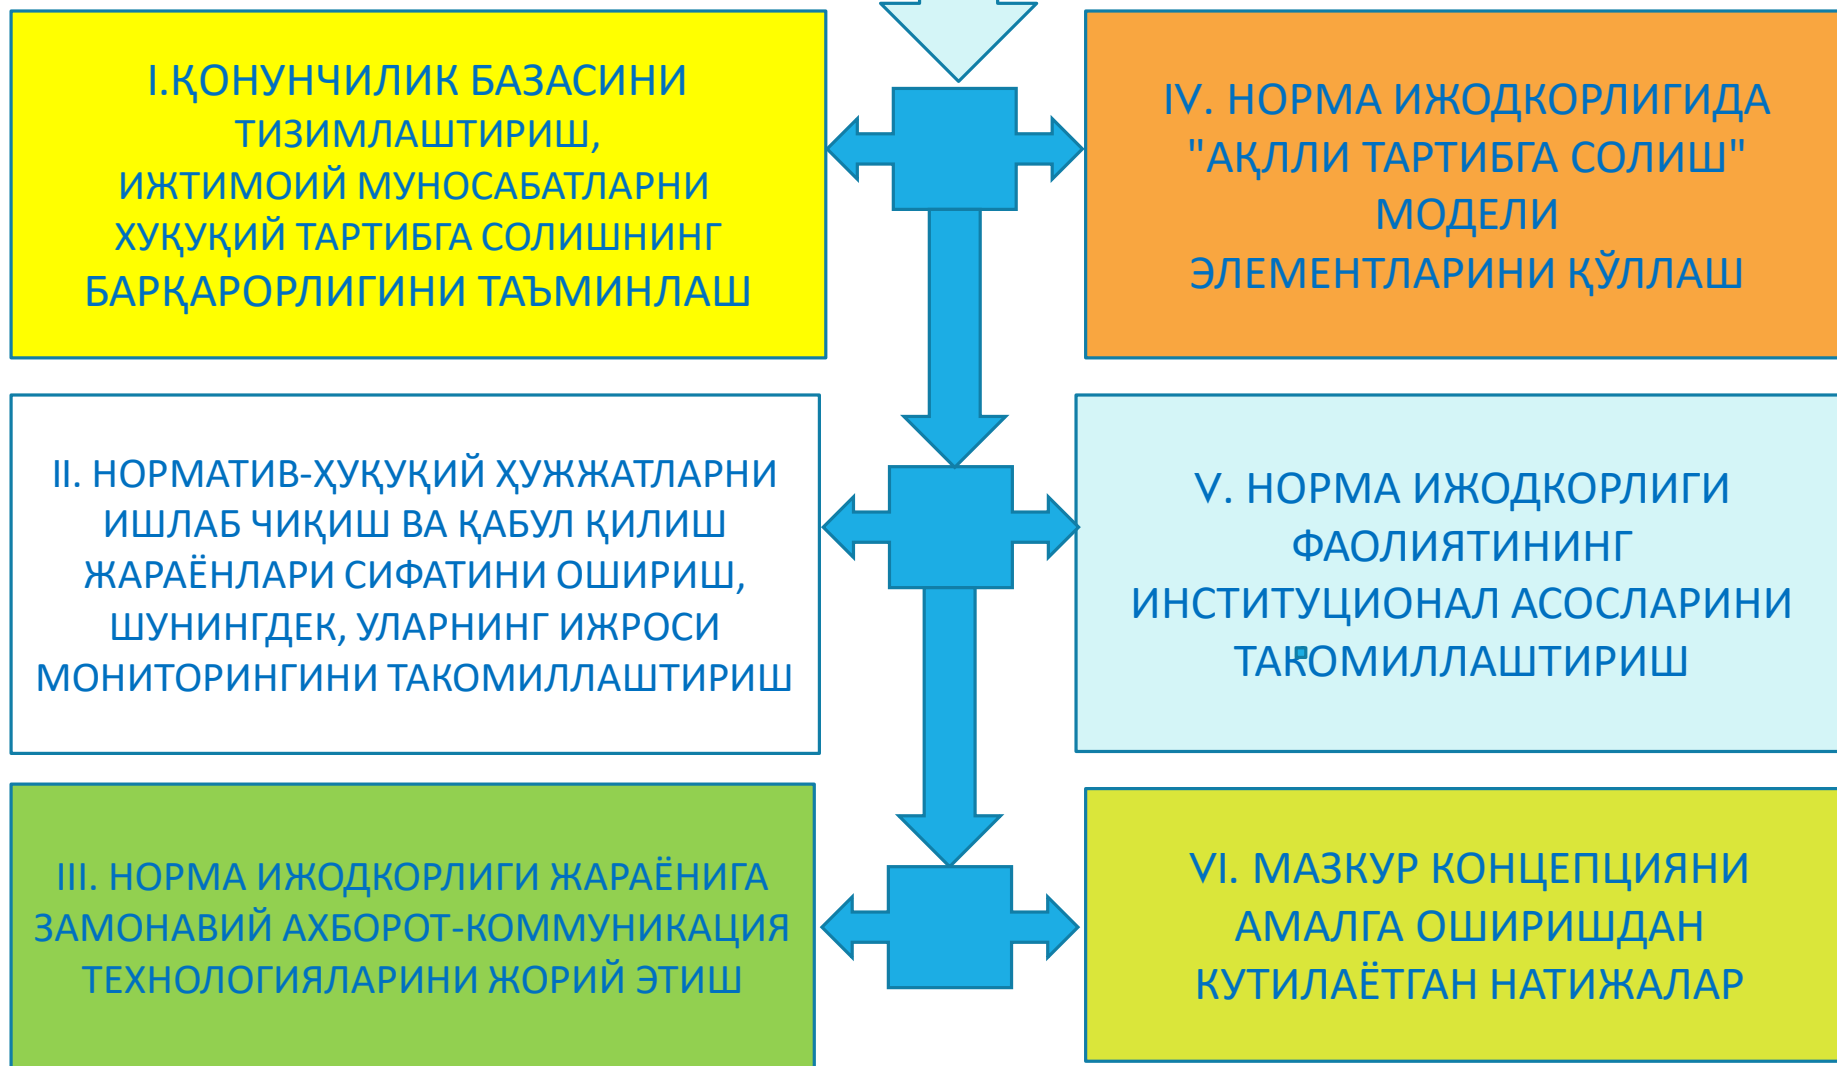 I.ҚОНУНЧИЛИК БАЗАСИНИ
ТИЗИМЛАШТИРИШ,
ИЖТИМОИЙ МУНОСАБАТЛАРНИ
ХУҚУҚИЙ ТАРТИБГА СОЛИШНИНГ
БАРҚАРОРЛИГИНИ ТАЪМИНЛАШ
II. НОРМАТИВ-ҲУҚУҚИЙ ҲУЖЖАТЛАРНИ
ИШЛАБ ЧИҚИШ ВА ҚАБУЛ ҚИЛИШ
ЖАРАЁНЛАРИ СИФАТИНИ ОШИРИШ,
ШУНИНГДЕК, УЛАРНИНГ ИЖРОСИ
МОНИТОРИНГИНИ ТАКОМИЛЛАШТИРИШ
III. НОРМА ИЖОДКОРЛИГИ ЖАРАЁНИГА
ЗАМОНАВИЙ АХБОРОТ-КОММУНИКАЦИЯ
ТЕХНОЛОГИЯЛАРИНИ ЖОРИЙ ЭТИШ
IV. НОРМА ИЖОДКОРЛИГИДА
"АҚЛЛИ ТАРТИБГА СОЛИШ"
МОДЕЛИ
ЭЛЕМЕНТЛАРИНИ ҚЎЛЛАШ
V. НОРМА ИЖОДКОРЛИГИ
ФАОЛИЯТИНИНГ
ИНСТИТУЦИОНАЛ АСОСЛАРИНИ
ТАКОМИЛЛАШТИРИШ
VI. МАЗКУР КОНЦЕПЦИЯНИ
АМАЛГА ОШИРИШДАН
КУТИЛАЁТГАН НАТИЖАЛАР